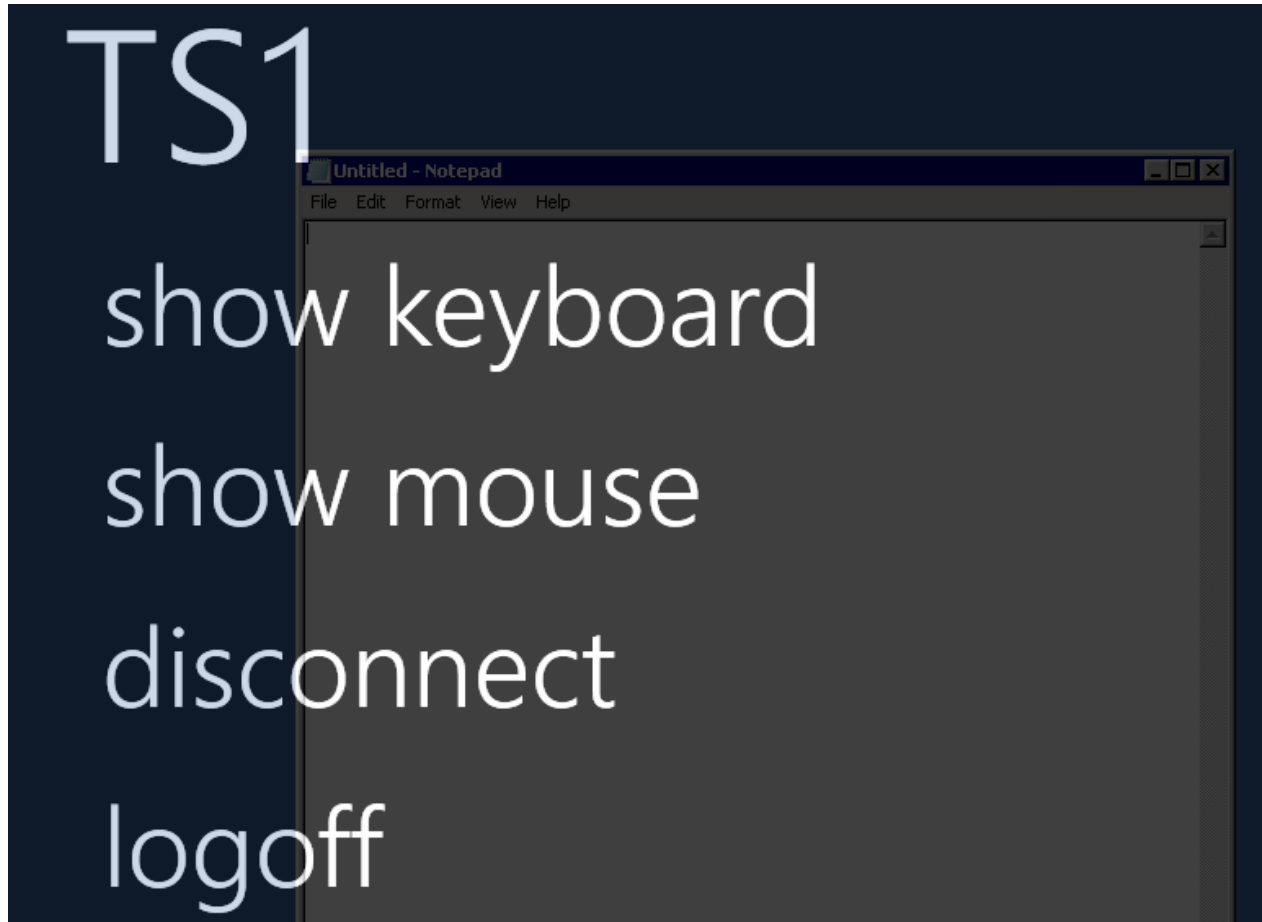 TS1
Untitled - Notepad
File Edit Format View Help
show keyboard
show mouse
disconnect
logoff